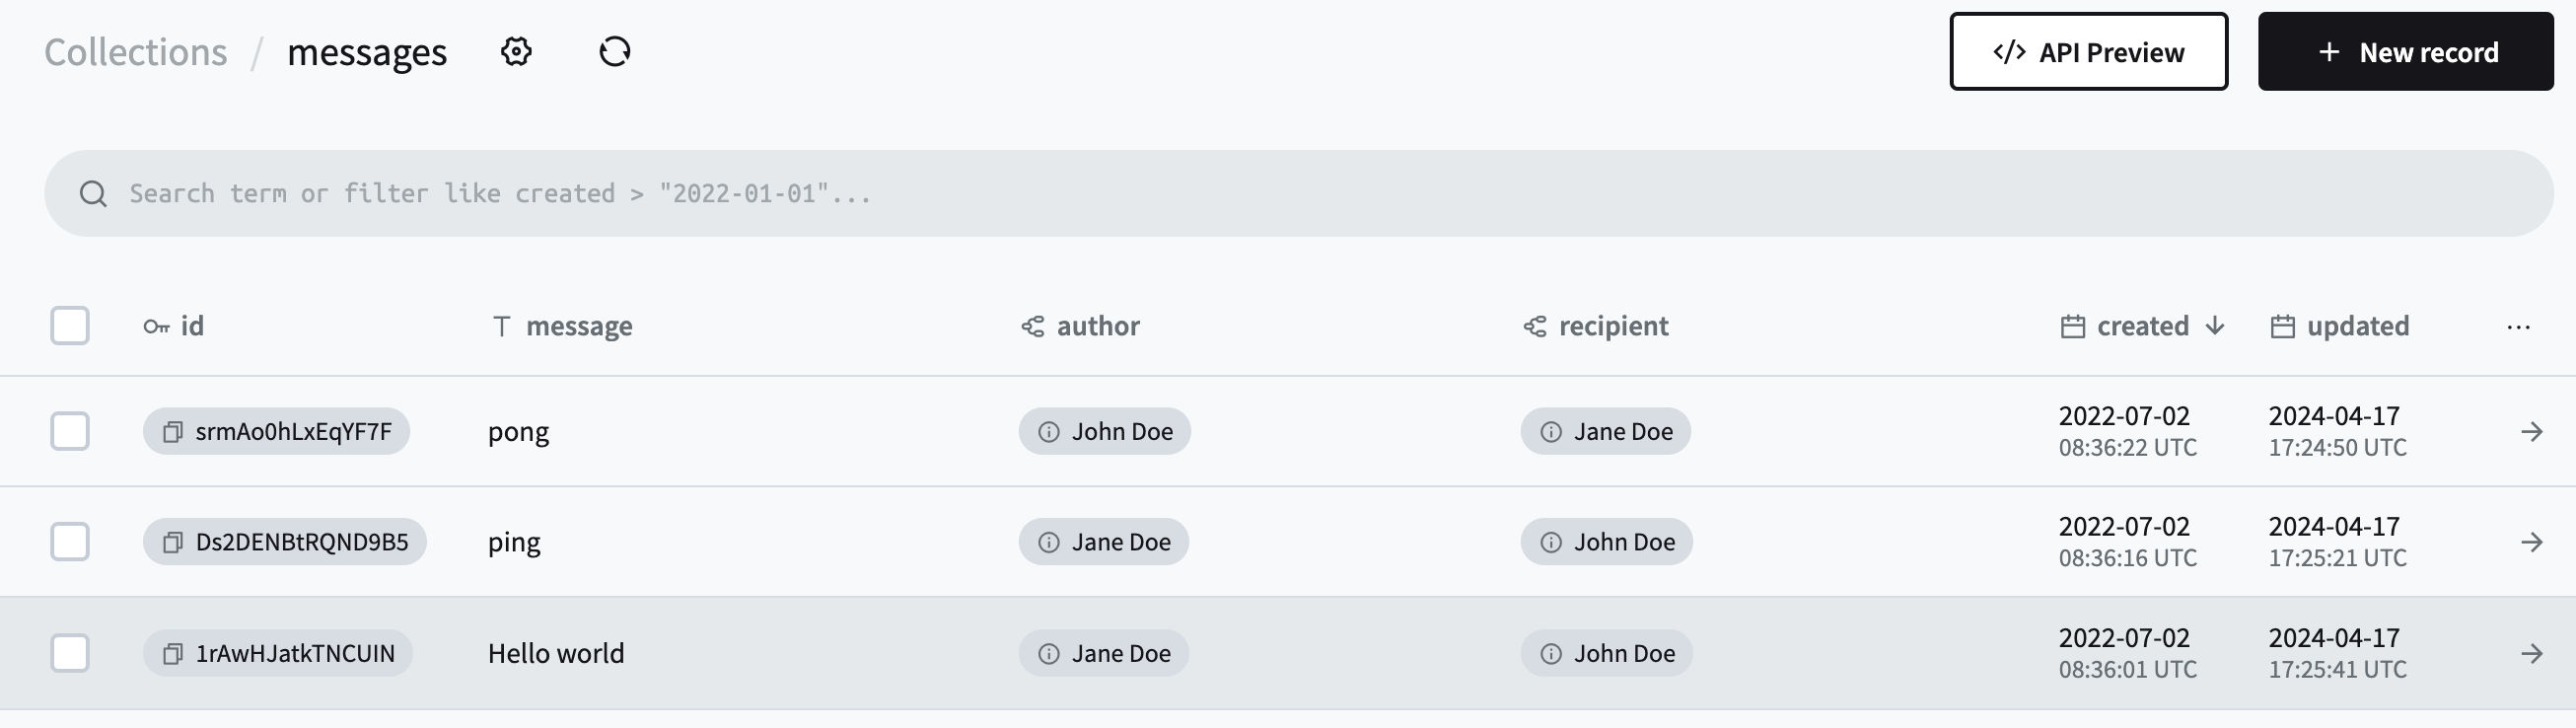 Collections / messages
</> API Preview
+ New record
Search term or filter like created > "2022-01-01"...
id message author recipient created ↓ updated ...
srmAo0hLxEqYF7F pong John Doe Jane Doe 2022-07-02 2024-04-17
08:36:22 UTC 17:24:50 UTC
Ds2DENBtRQND9B5 ping Jane Doe John Doe 2022-07-02 2024-04-17
08:36:16 UTC 17:25:21 UTC
1rAwHJatkTNCUIN Hello world Jane Doe John Doe 2022-07-02 2024-04-17
08:36:01 UTC 17:25:41 UTC